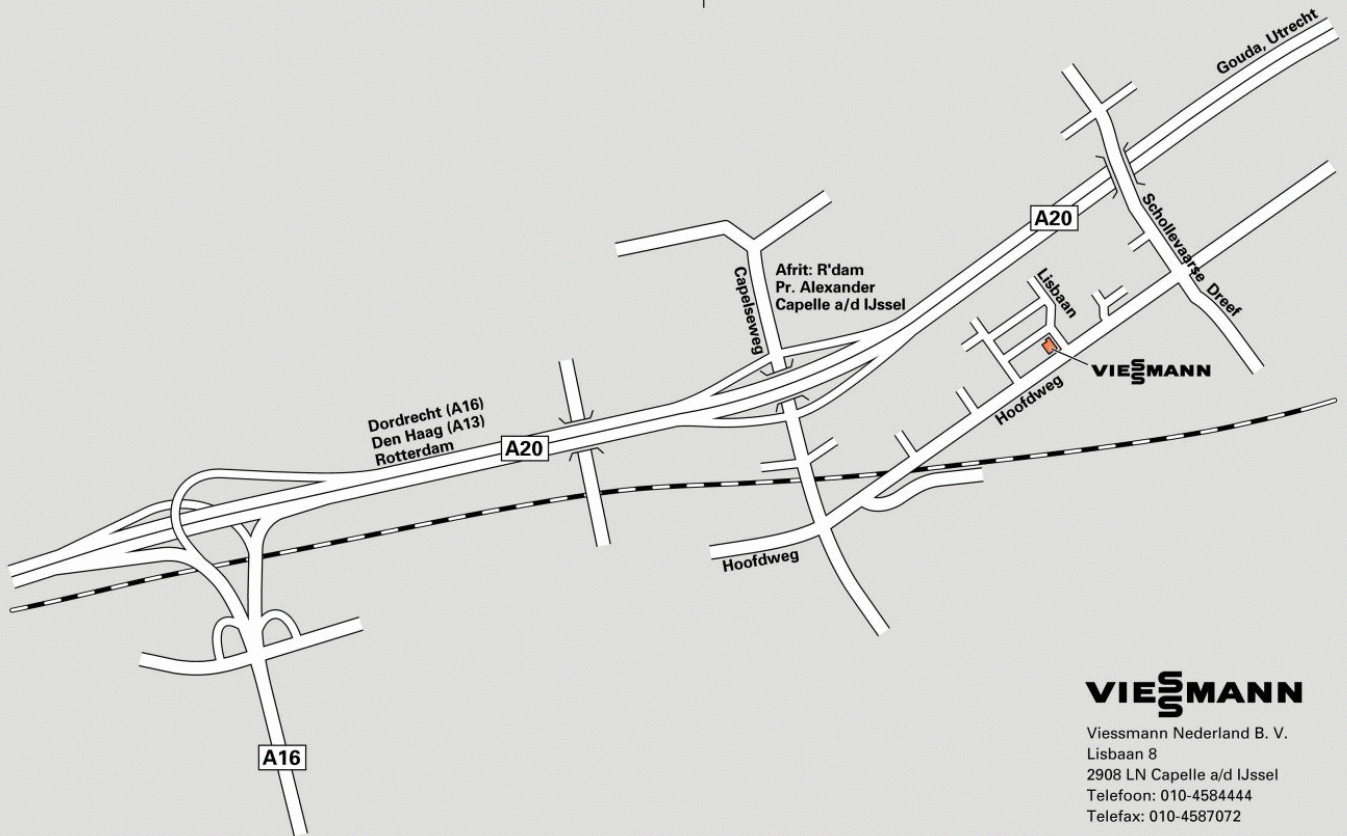 Gouda, Utrecht
A20
Schollevaarse Dreef
Capelseweg
Afrit: R'dam
Pr. Alexander
Capelle a/d IJssel
Lisbaan
VIESSMANN
Hoofdweg
Dordrecht (A16)
Den Haag (A13)
Rotterdam
A20
Hoofdweg
A16
VIESSMANN
Viessmann Nederland B. V.
Lisbaan 8
2908 LN Capelle a/d IJssel
Telefoon: 010-4584444
Telefax: 010-4587072